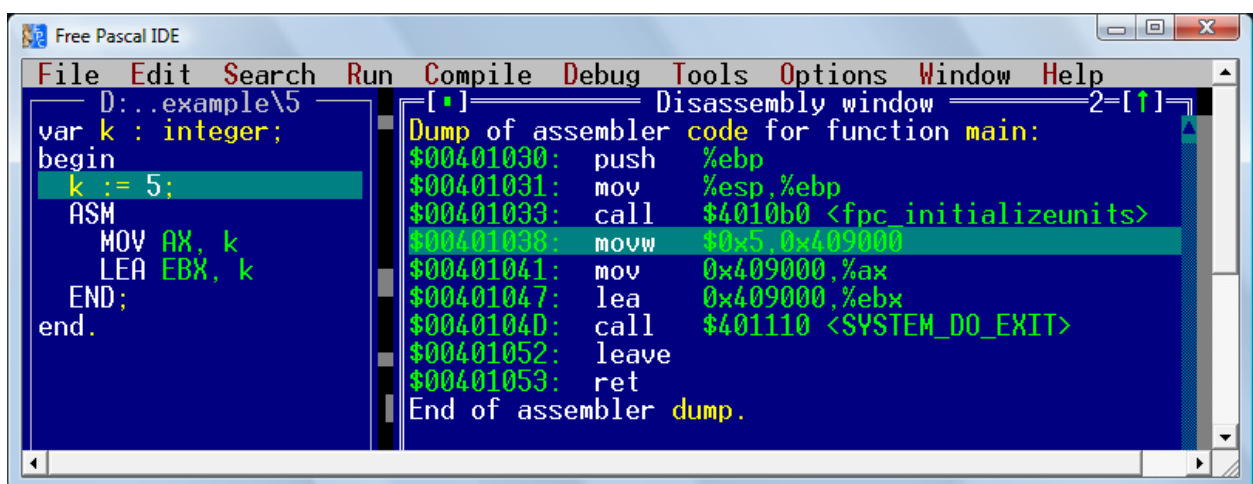 Free Pascal IDE
File Edit Search Run Compile Debug Tools Options Window Help
D:..example\5
var k : integer;
begin
k := 5;
ASM
MOV AX, k
LEA EBX, k
END;
end.
[▪] Disassembly window 2=[↑]
Dump of assembler code for function main:
$00401030: push %ebp
$00401031: mov %esp,%ebp
$00401033: call $4010b0 <fpc_initializeunits>
$00401038: movw $0x5,0x409000
$00401041: mov 0x409000,%ax
$00401047: lea 0x409000,%ebx
$0040104D: call $401110 <SYSTEM_DO_EXIT>
$00401052: leave
$00401053: ret
End of assembler dump.